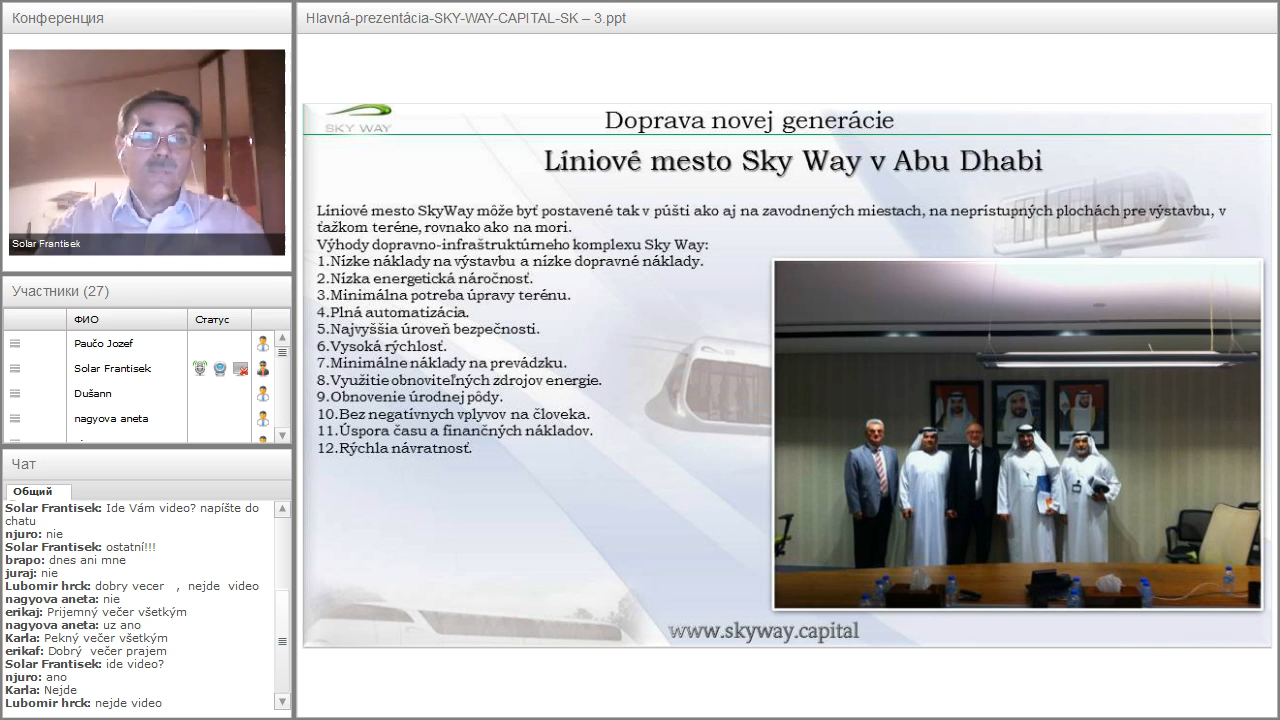 Конференция
Solar Frantisek
Участники (27)
ФИО
Статус
Paučo Jozef
Solar Frantisek
Dušann
nagyova aneta
Чат
Общий
Solar Frantisek: Ide Vám video? napíšte do
chatu
njuro: nie
Solar Frantisek: ostatní!!!
brapo: dnes ani mne
juraj: nie
Lubomir hrck: dobry vecer , nejde video
nagyova aneta: nie
erikaj: Prijemný večer všetkým
nagyova aneta: uz ano
Karla: Pekný večer všetkým
erikaf: Dobrý večer prajem
Solar Frantisek: ide video?
njuro: ano
Karla: Nejde
Lubomir hrck: nejde video
Hlavná-prezentácia-SKY-WAY-CAPITAL-SK – 3.ppt
SKY WAY
Doprava novej generácie
Líniové mesto Sky Way v Abu Dhabi
Líniové mesto SkyWay môže byť postavené tak v púšti ako aj na zavodnených miestach, na neprístupných plochách pre výstavbu, v
ťažkom teréne, rovnako ako na mori.
Výhody dopravno-infraštruktúrneho komplexu Sky Way:
1.Nízke náklady na výstavbu a nízke dopravné náklady.
2.Nízka energetická náročnosť.
3.Minimálna potreba úpravy terénu.
4.Plná automatizácia.
5.Najvyššia úroveň bezpečnosti.
6.Vysoká rýchlosť.
7.Minimálne náklady na prevádzku.
8.Využitie obnoviteľných zdrojov energie.
9.Obnovenie úrodnej pôdy.
10.Bez negatívnych vplyvov na človeka.
11.Úspora času a finančných nákladov.
12.Rýchla návratnosť.
www.skyway.capital